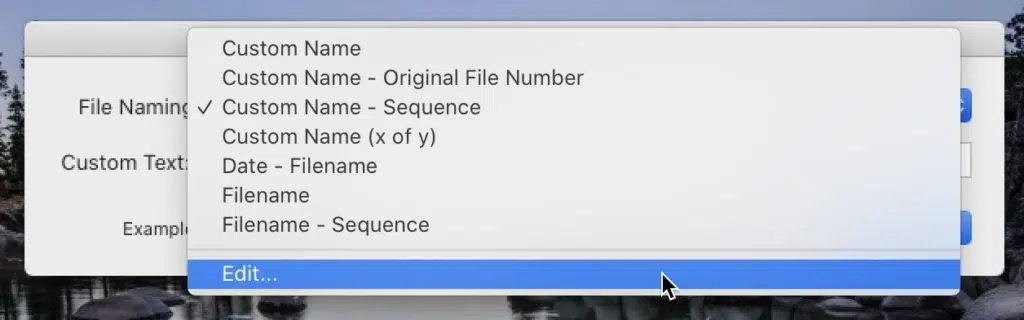 Custom Name
Custom Name - Original File Number
File Naming ✓ Custom Name - Sequence
Custom Name (x of y)
Custom Text: Date - Filename
Filename
Example Filename - Sequence
Edit...